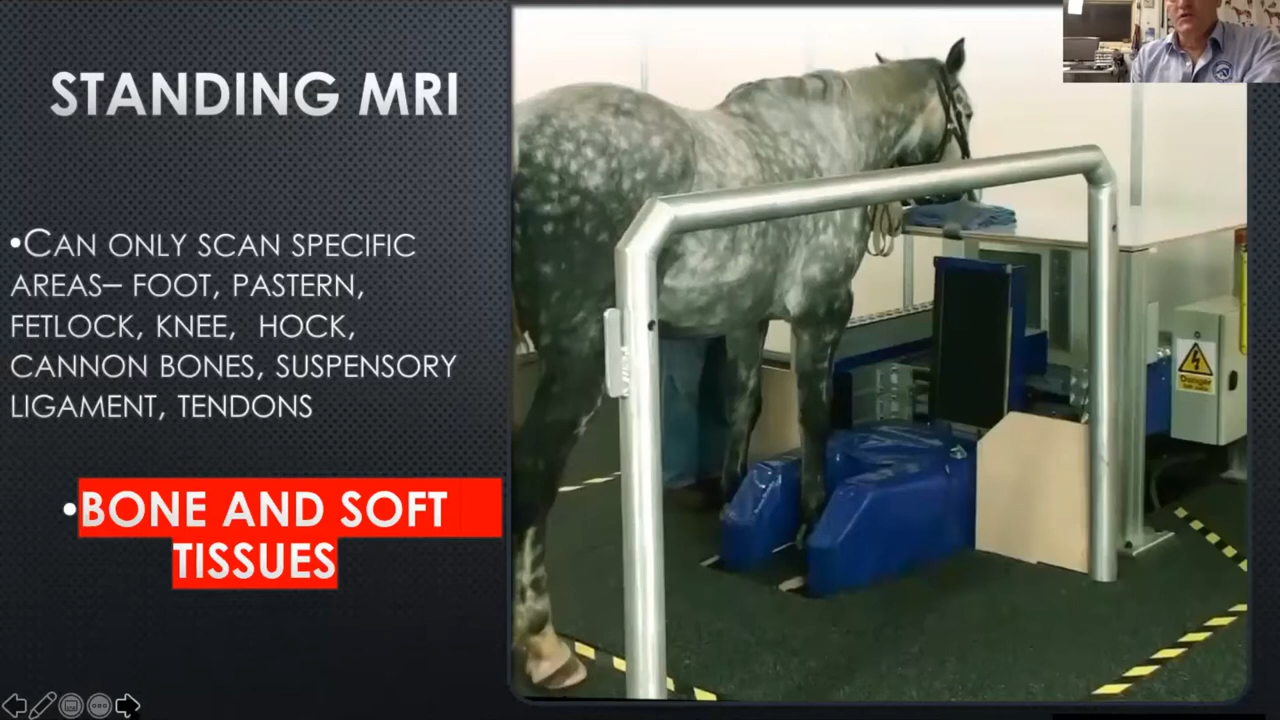 STANDING MRI
•CAN ONLY SCAN SPECIFIC
AREAS– FOOT, PASTERN,
FETLOCK, KNEE, HOCK,
CANNON BONES, SUSPENSORY
LIGAMENT, TENDONS
•BONE AND SOFT
TISSUES
Danger